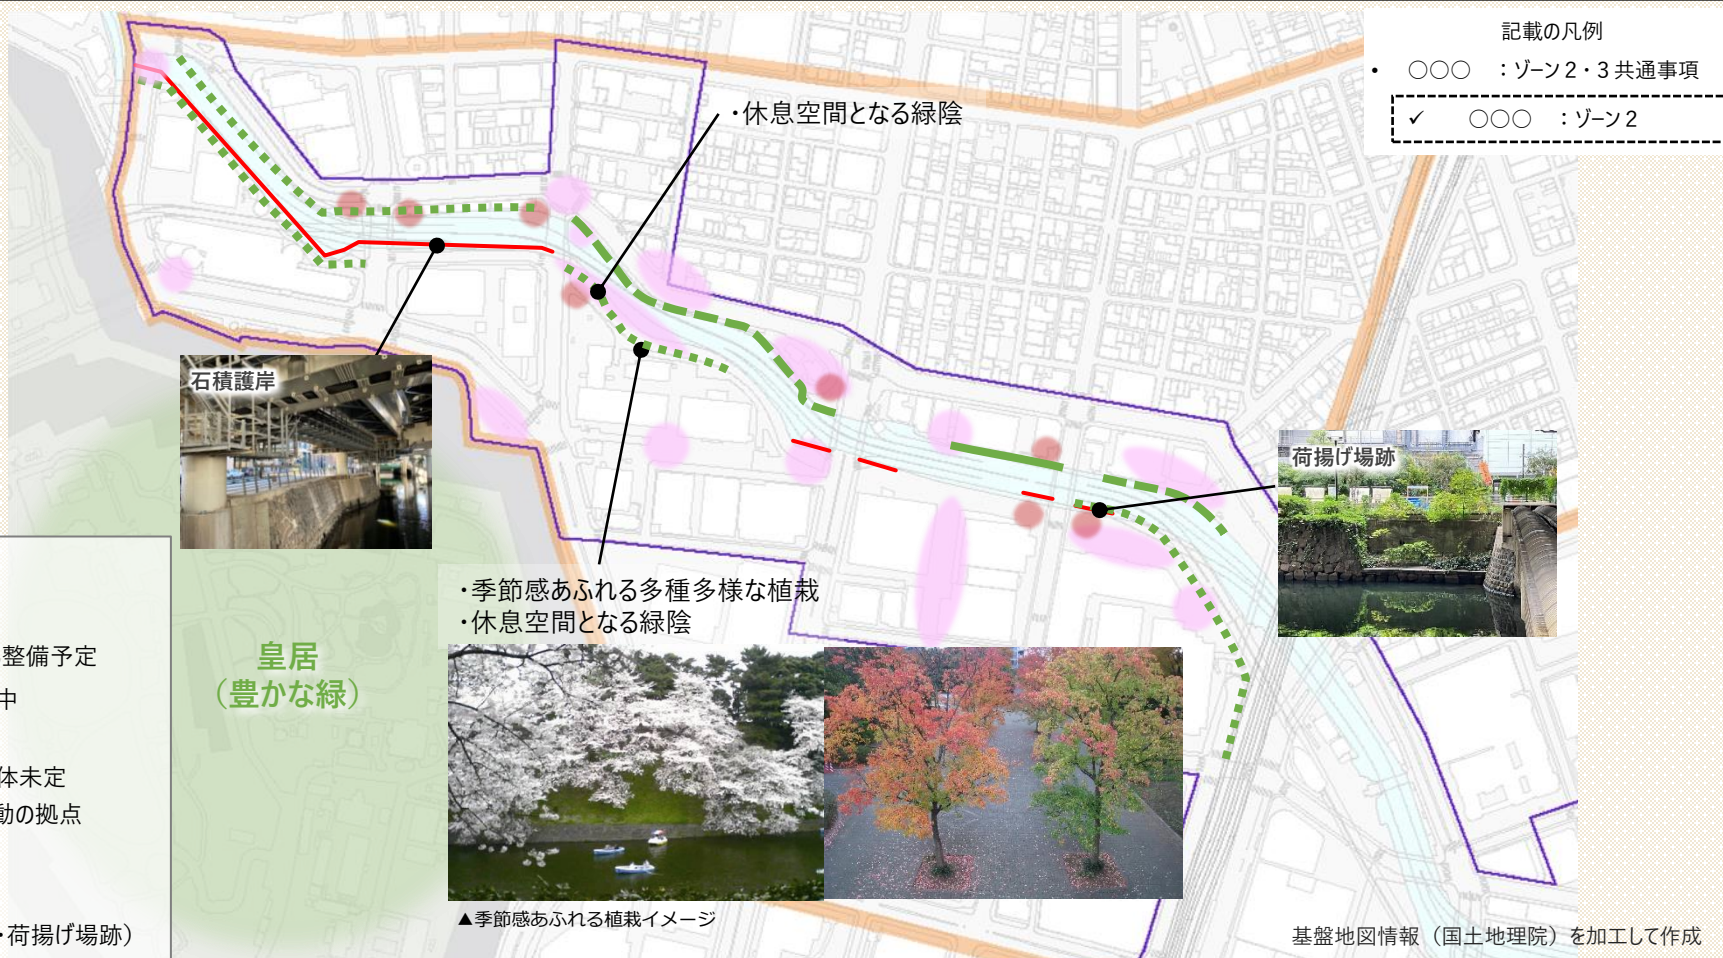 記載の凡例
• ○○○ ：ゾーン２・３共通事項
✓ ○○○ ：ゾーン２
・休息空間となる緑陰
石積護岸
荷揚げ場跡
・季節感あふれる多種多様な植栽
・休息空間となる緑陰
整備予定
中
体未定
動の拠点
・荷揚げ場跡）
皇居
（豊かな緑）
▲季節感あふれる植栽イメージ
基盤地図情報（国土地理院）を加工して作成